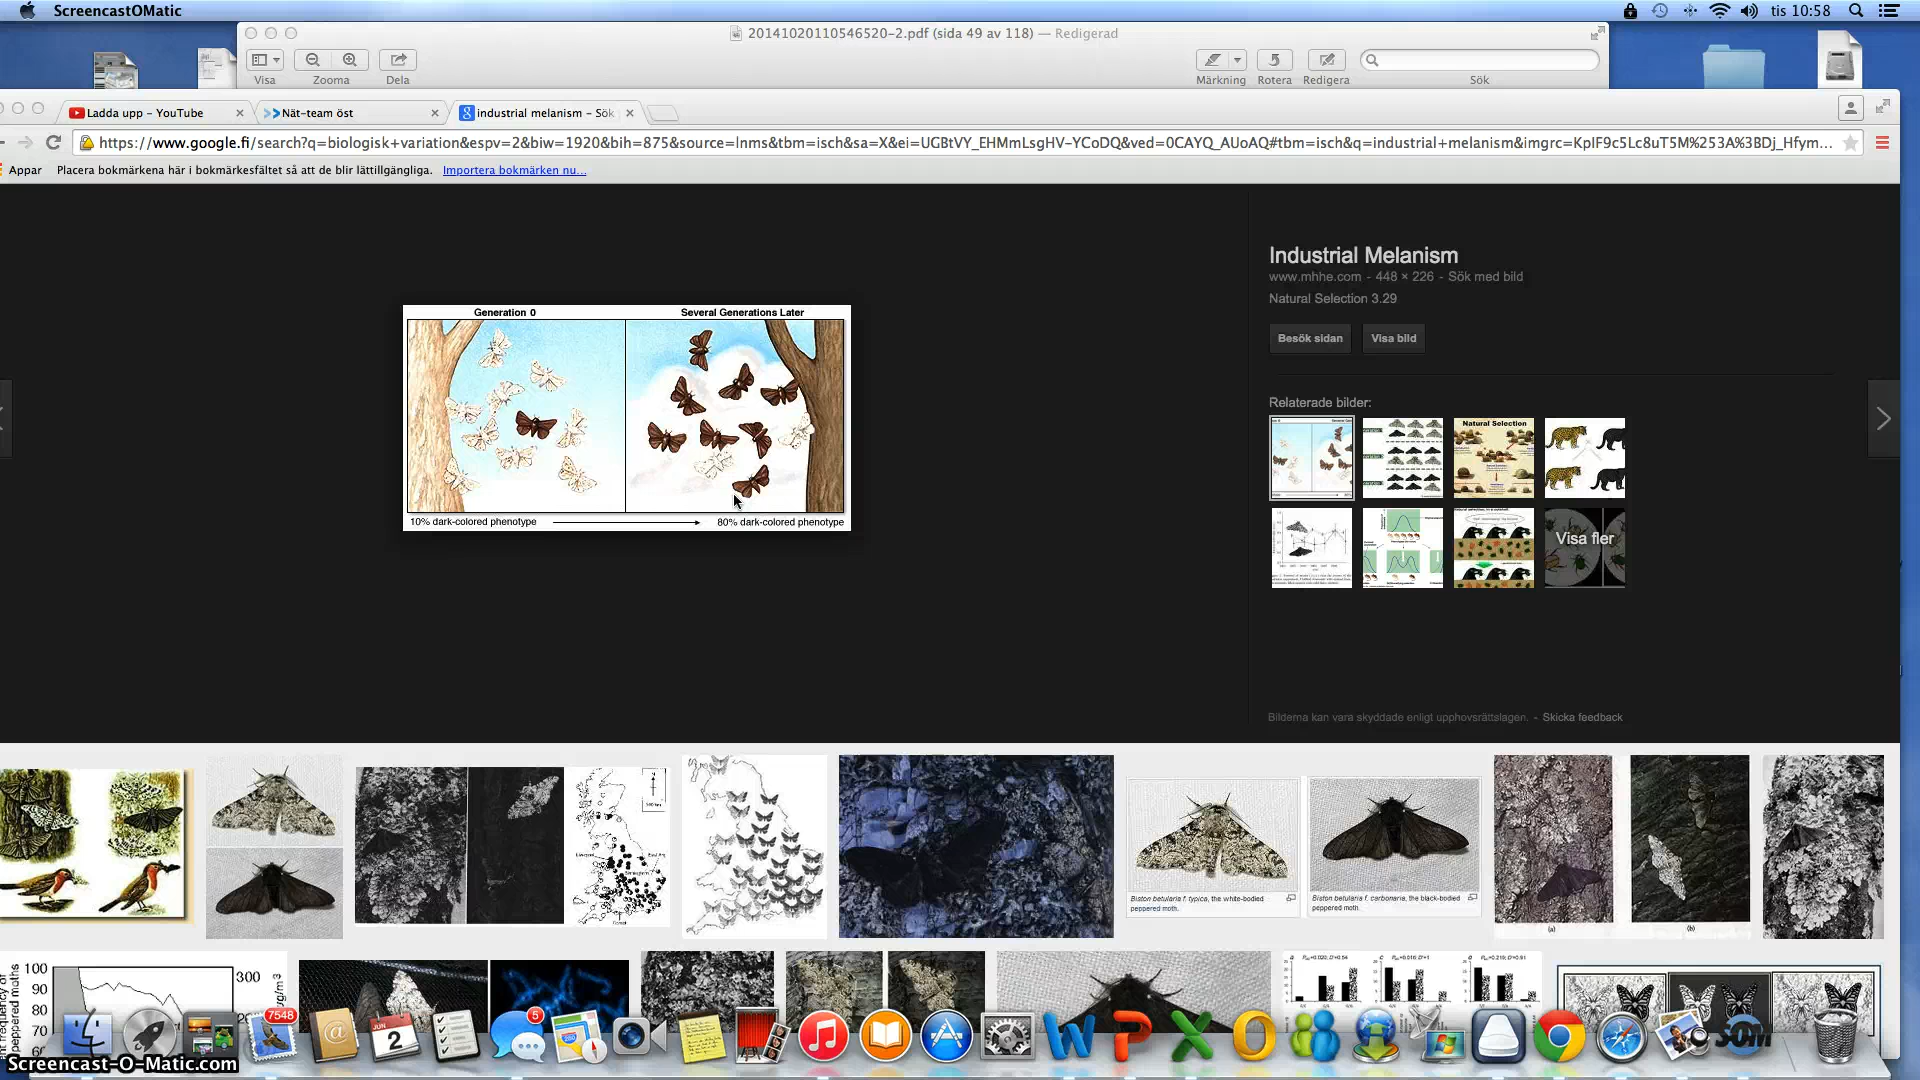 ScreencastOMatic
tis 10:58
20141020110546520-2.pdf (sida 49 av 118) — Redigerad
Visa
Zooma
Dela
Märkning
Rotera
Redigera
Sök
Sök
Ladda upp – YouTube
Nät-team öst
industrial melanism – Sök
https://www.google.fi/search?q=biologisk+variation&espv=2&biw=1920&bih=875&source=lnms&tbm=isch&sa=X&ei=UGBtVY_EHMmLsgHV-YCoDQ&ved=0CAYQ_AUoAQ#tbm=isch&q=industrial+melanism&imgrc=KpIF9c5Lc8uT5M%253A%3BDj_Hfym...
Appar
Placera bokmärkena här i bokmärkesfältet så att de blir lättillgängliga.
Importera bokmärken nu...
Generation 0
Several Generations Later
10% dark-colored phenotype
80% dark-colored phenotype
Industrial Melanism
www.mhhe.com - 448 × 226 - Sök med bild
Natural Selection 3.29
Besök sidan
Visa bild
Relaterade bilder:
Natural Selection
Visa fler
Bilderna kan vara skyddade enligt upphovsrättslagen. - Skicka feedback
Biston betularia f. typica, the white-bodied
peppered moth.
Biston betularia f. carbonaria, the black-bodied
peppered moth.
(a)
(b)
100
90
80
70
300
7548
JUN
2
5
SOM
Screencast-O-Matic.com